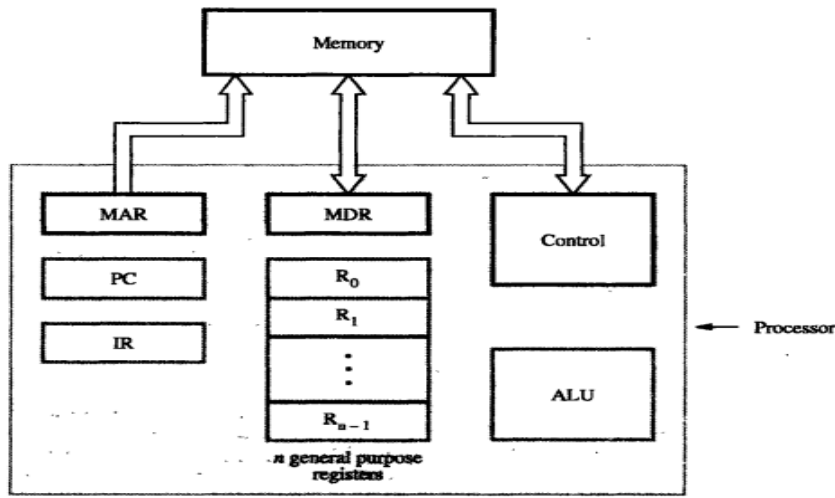 Memory
MAR
MDR
Control
PC
R₀
R₁
IR
Processor
ALU
Rₙ₋₁
n general purpose
registers